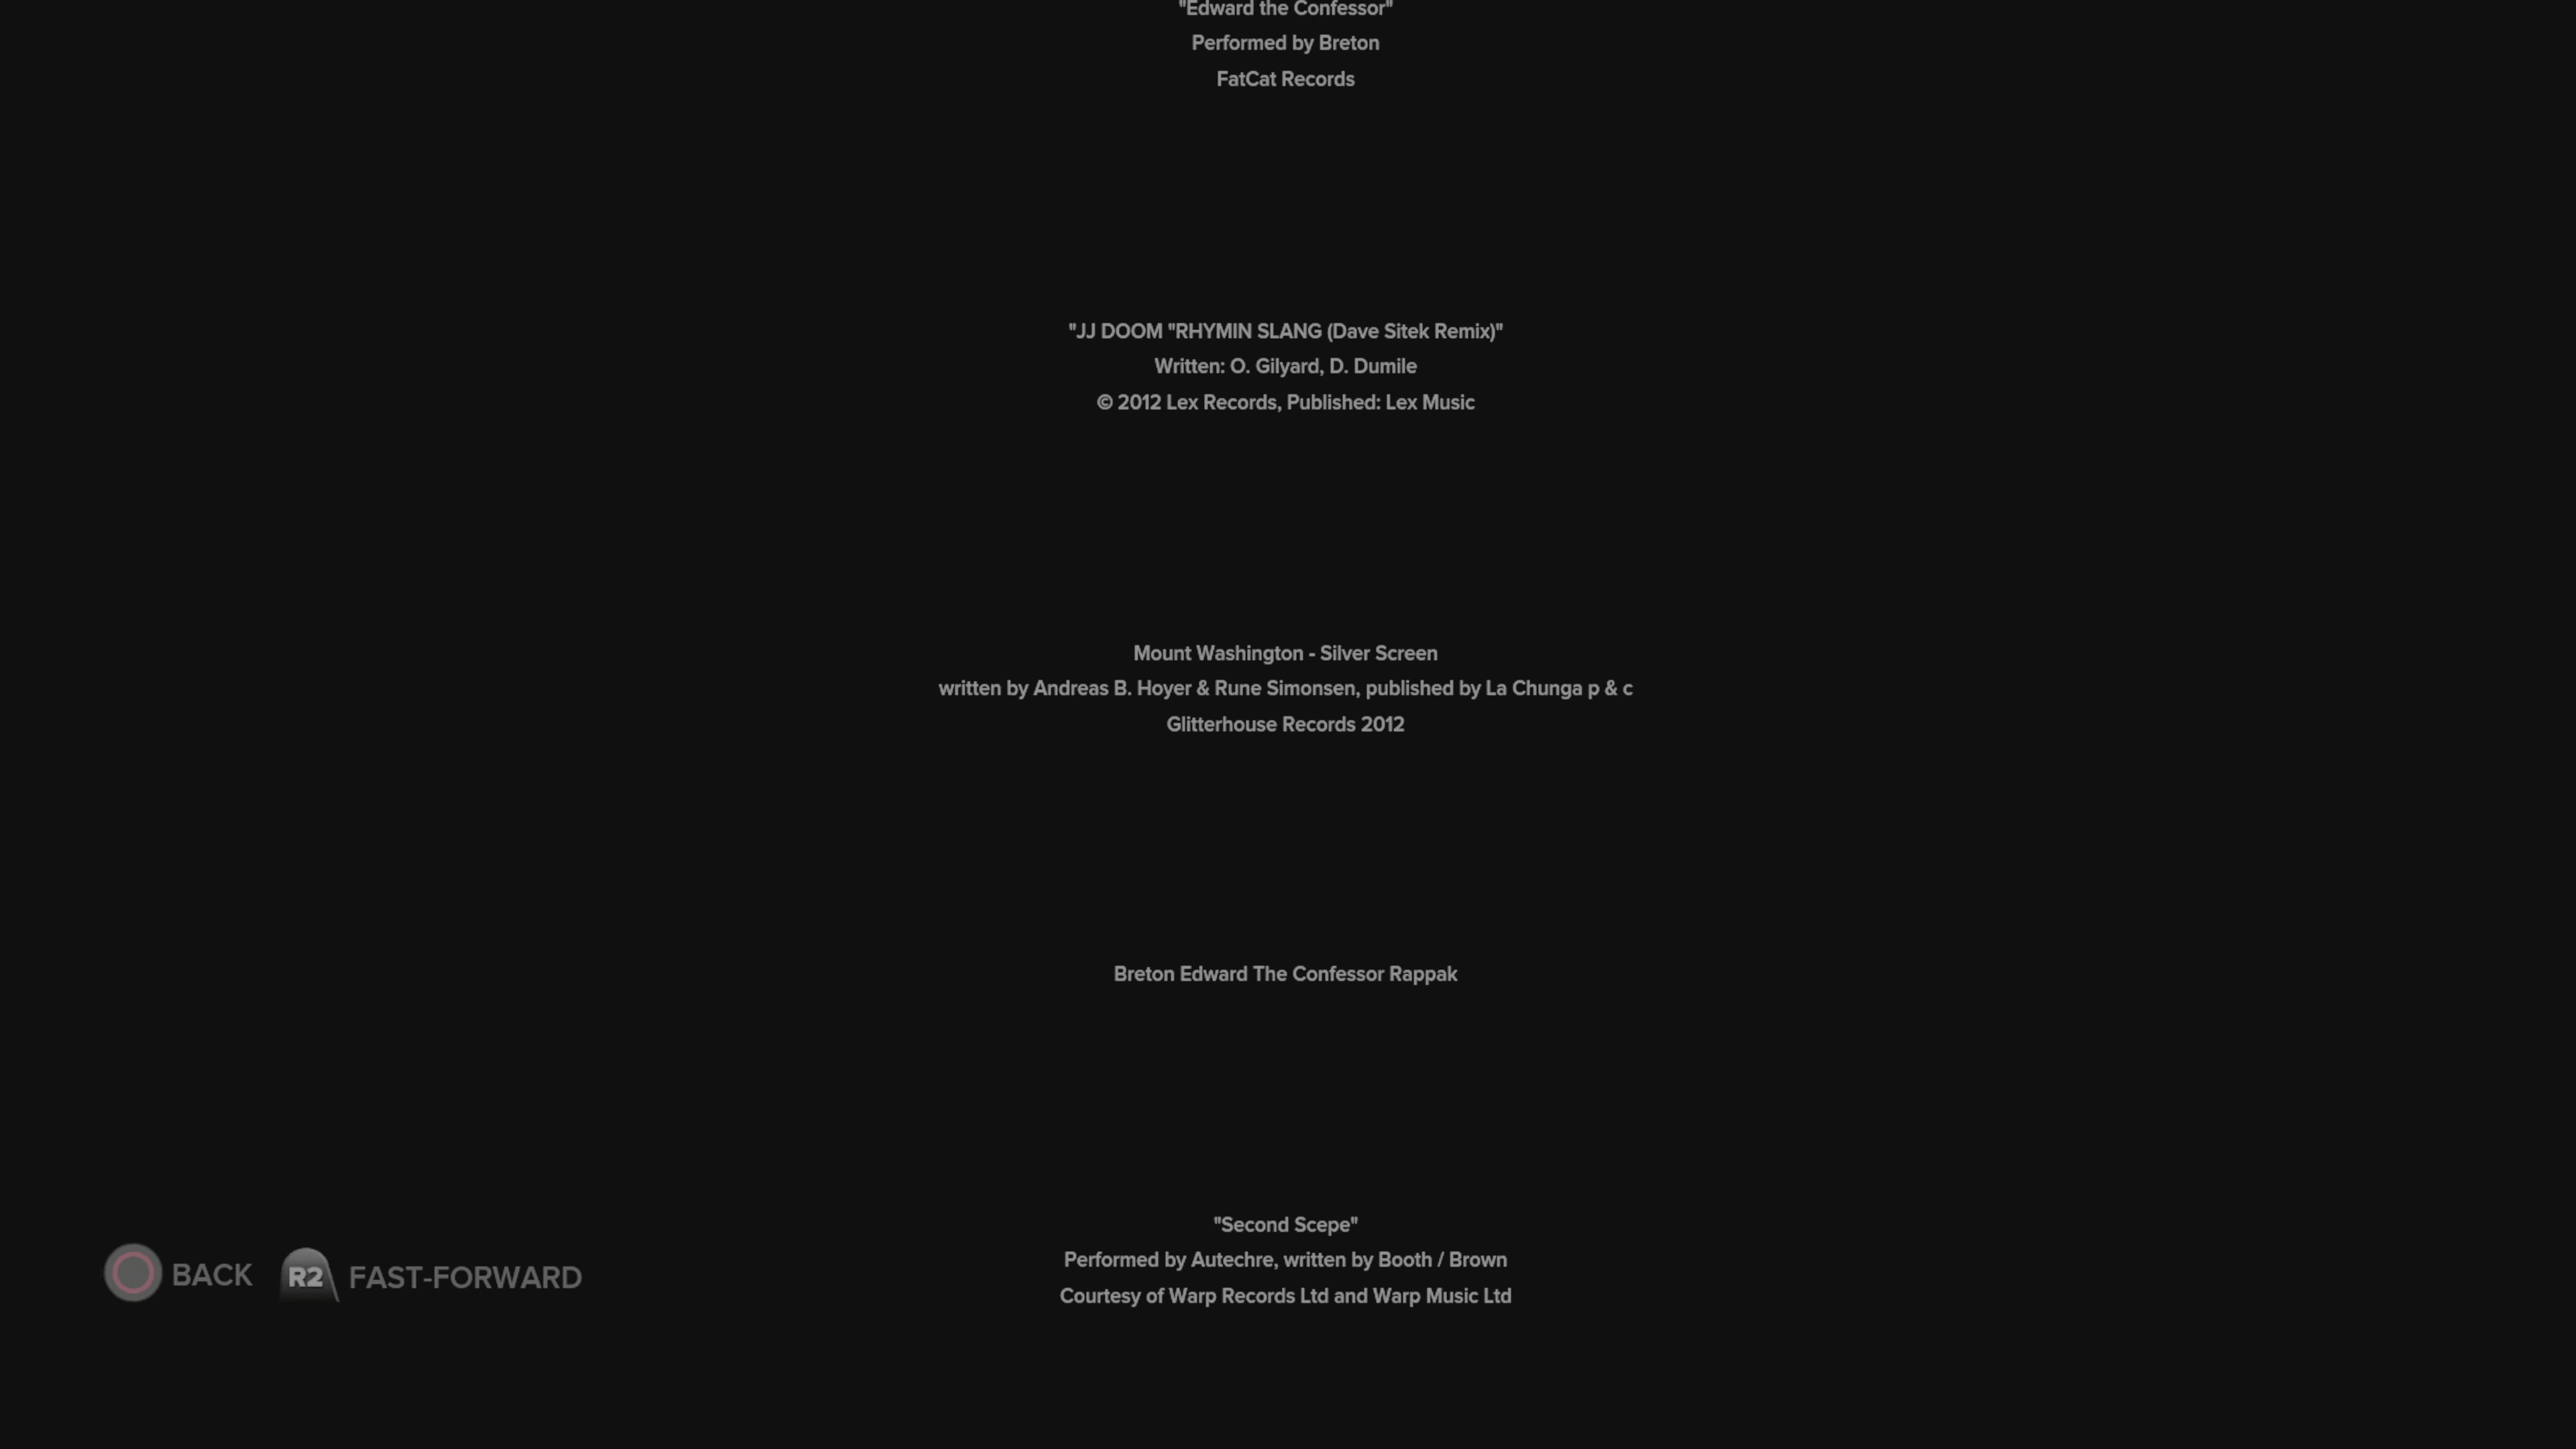 "Edward the Confessor"
Performed by Breton
FatCat Records
"JJ DOOM "RHYMIN SLANG (Dave Sitek Remix)"
Written: O. Gilyard, D. Dumile
© 2012 Lex Records, Published: Lex Music
Mount Washington - Silver Screen
written by Andreas B. Hoyer & Rune Simonsen, published by La Chunga p & c
Glitterhouse Records 2012
Breton Edward The Confessor Rappak
"Second Scepe"
Performed by Autechre, written by Booth / Brown
Courtesy of Warp Records Ltd and Warp Music Ltd
BACK R2 FAST-FORWARD